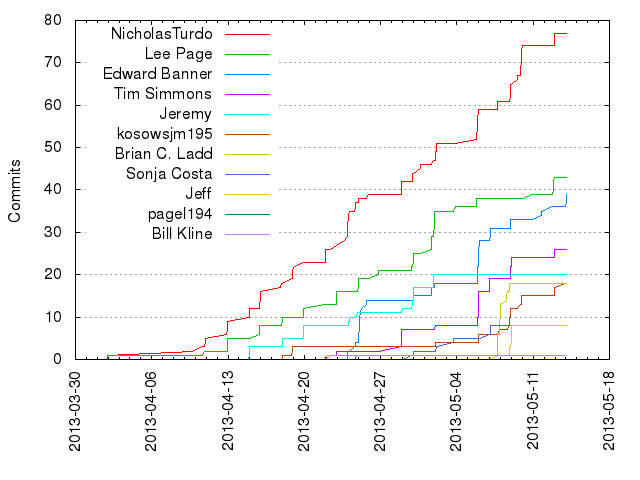 80
70
60
50
40
30
20
10
0
Commits
NicholasTurdo
Lee Page
Edward Banner
Tim Simmons
Jeremy
kosowsjm195
Brian C. Ladd
Sonja Costa
Jeff
pagel194
Bill Kline
2013-03-30
2013-04-06
2013-04-13
2013-04-20
2013-04-27
2013-05-04
2013-05-11
2013-05-18